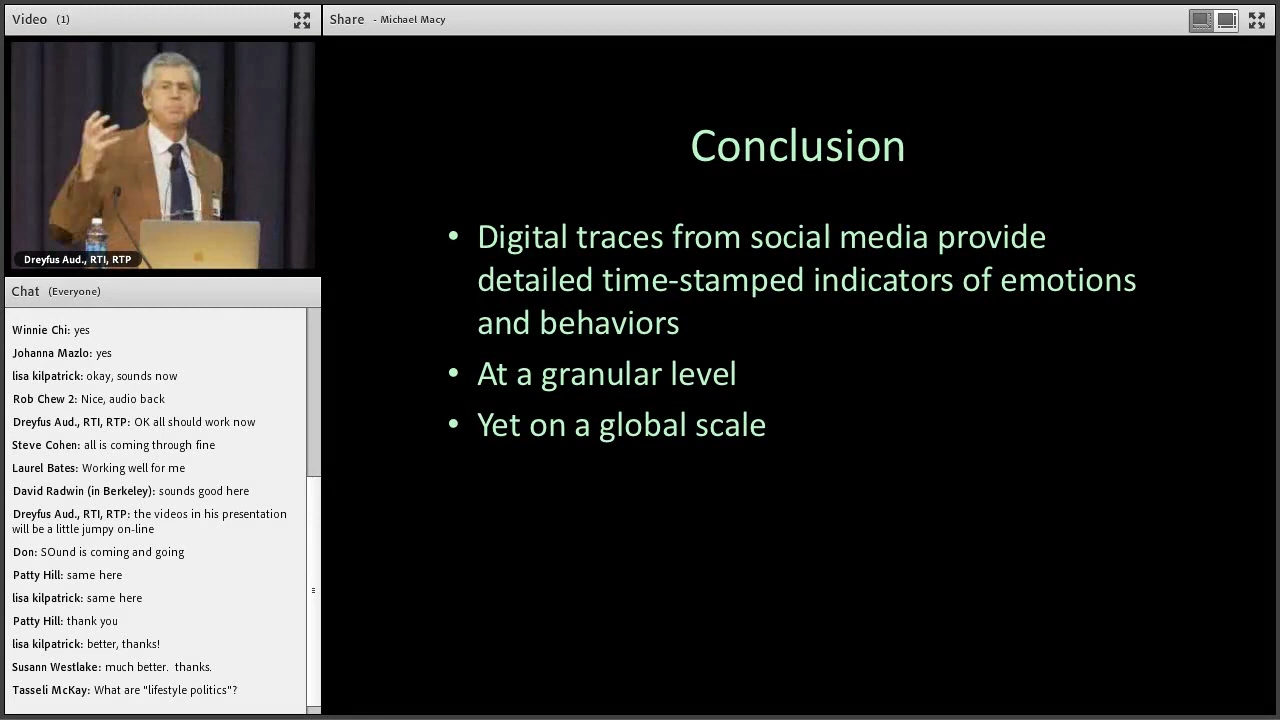 Video (1)
Share - Michael Macy
Dreyfus Aud., RTI, RTP
Chat (Everyone)
Winnie Chi: yes
Johanna Mazlo: yes
lisa kilpatrick: okay, sounds now
Rob Chew 2: Nice, audio back
Dreyfus Aud., RTI, RTP: OK all should work now
Steve Cohen: all is coming through fine
Laurel Bates: Working well for me
David Radwin (in Berkeley): sounds good here
Dreyfus Aud., RTI, RTP: the videos in his presentation
will be a little jumpy on-line
Don: SOund is coming and going
Patty Hill: same here
lisa kilpatrick: same here
Patty Hill: thank you
lisa kilpatrick: better, thanks!
Susann Westlake: much better. thanks.
Tasseli McKay: What are "lifestyle politics"?
Conclusion
• Digital traces from social media provide
detailed time-stamped indicators of emotions
and behaviors
• At a granular level
• Yet on a global scale